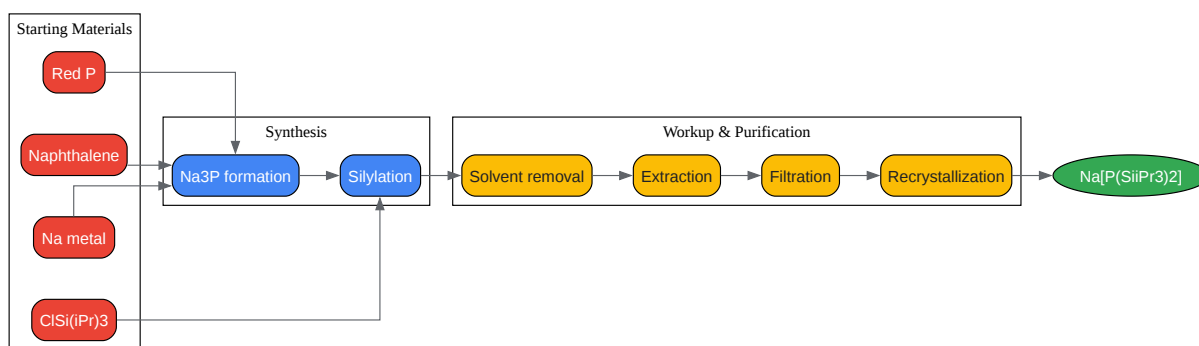 Starting Materials
Red P
Naphthalene
Na metal
ClSi(iPr)3
Synthesis
Na3P formation
Silylation
Workup & Purification
Solvent removal
Extraction
Filtration
Recrystallization
Na[P(SiiPr3)2]